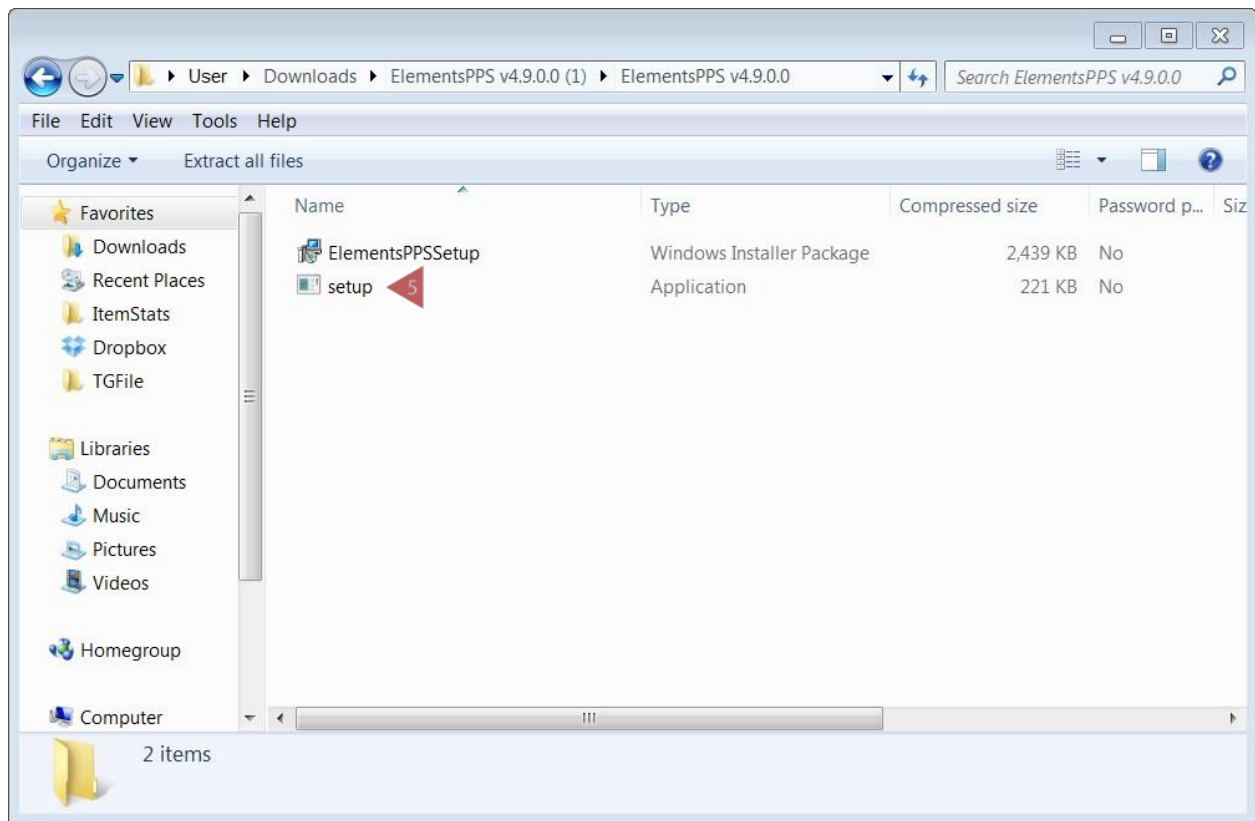 User Downloads ElementsPPS v4.9.0.0 (1) ElementsPPS v4.9.0.0 Search ElementsPPS v4.9.0.0
File Edit View Tools Help
Organize Extract all files
Favorites
Downloads
Recent Places
ItemStats
Dropbox
TGFile
Libraries
Documents
Music
Pictures
Videos
Homegroup
Computer
Name Type Compressed size Password p... Siz
ElementsPPSSetup Windows Installer Package 2,439 KB No
setup 5 Application 221 KB No
2 items